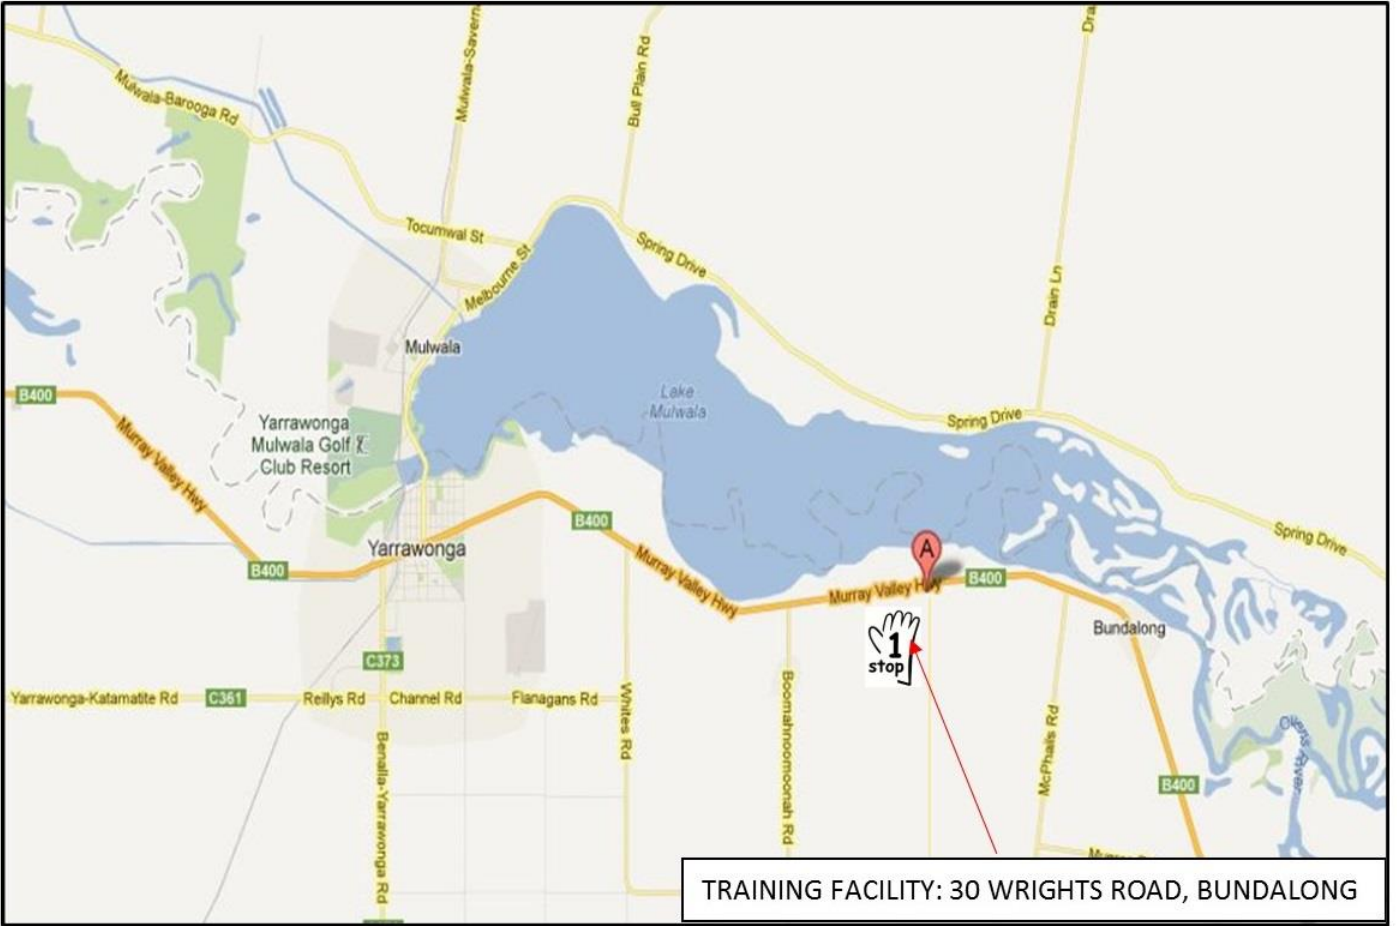 Mulwala-Savern
Bull Plain Rd
Dra
Mulwala-Barooga Rd
Tocumwal St
Spring Drive
Melbourne St
Drain Ln
Mulwala
B400
Lake
Mulwala
Spring Drive
Yarrawonga
Mulwala Golf
Club Resort
Murray Valley Hwy
B400
Spring Drive
Yarrawonga
A
B400
Murray Valley Hwy
B400
Murray Valley Hwy
1
stop
Bundalong
C373
Yarrawonga-Katamatite Rd
C361
Reillys Rd
Channel Rd
Flanagans Rd
Whites Rd
Boomahnoomoonah Rd
McPhails Rd
Ovens River
Benalla-Yarrawonga Rd
B400
TRAINING FACILITY: 30 WRIGHTS ROAD, BUNDALONG